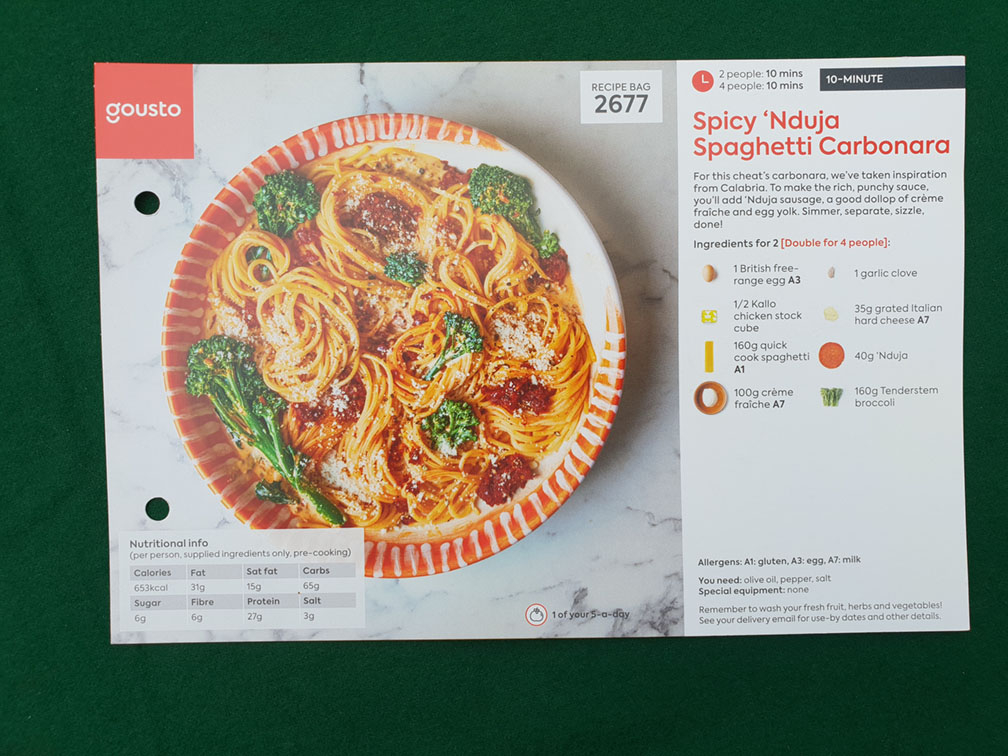 gousto
RECIPE BAG
2677
2 people: 10 mins
4 people: 10 mins
10-MINUTE
Spicy ‘Nduja
Spaghetti Carbonara
For this cheat's carbonara, we've taken inspiration
from Calabria. To make the rich, punchy sauce,
you'll add 'Nduja sausage, a good dollop of crème
fraîche and egg yolk. Simmer, separate, sizzle,
done!
Ingredients for 2 [Double for 4 people]:
1 British free-
range egg A3
1/2 Kallo
chicken stock
cube
160g quick
cook spaghetti
A1
100g crème
fraîche A7
1 garlic clove
35g grated Italian
hard cheese A7
40g 'Nduja
160g Tenderstem
broccoli
Allergens: A1: gluten, A3: egg, A7: milk
You need: olive oil, pepper, salt
Special equipment: none
Remember to wash your fresh fruit, herbs and vegetables!
See your delivery email for use-by dates and other details.
Nutritional info
(per person, supplied ingredients only, pre-cooking)
Calories Fat Sat fat Carbs
653kcal 31g 15g 65g
Sugar Fibre Protein Salt
6g 6g 27g 3g
1 of your 5-a-day